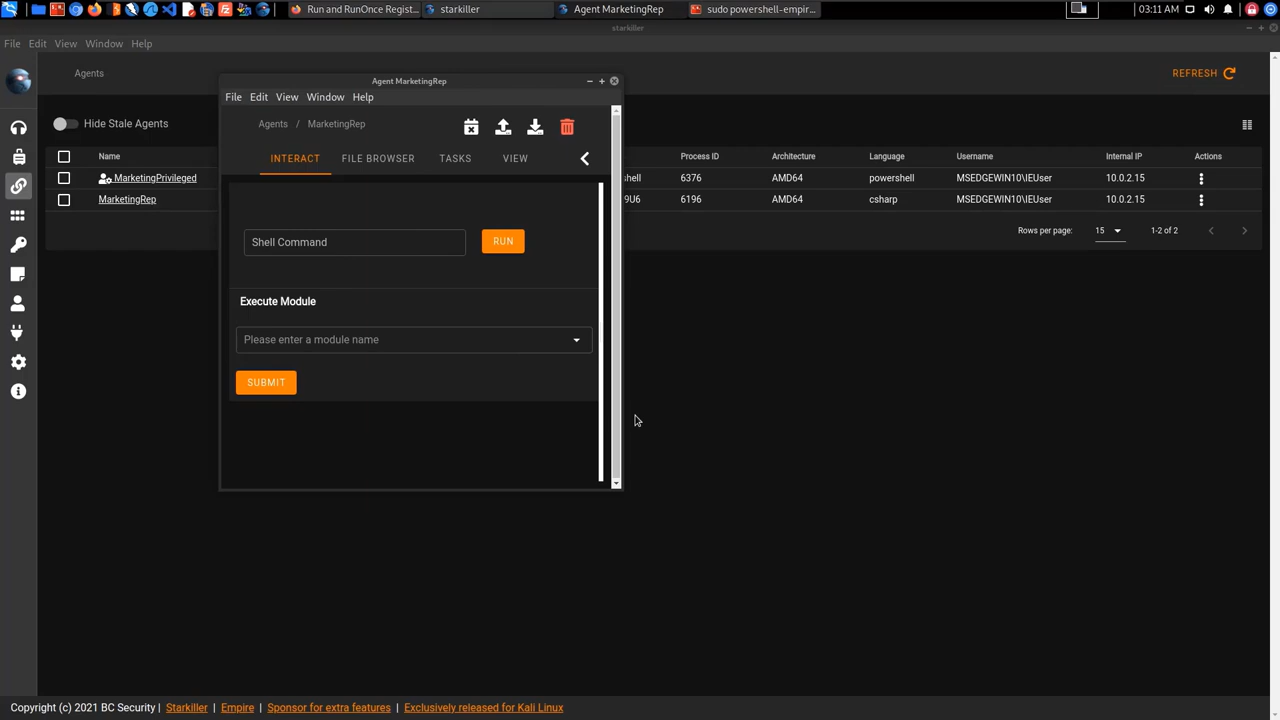 Run and RunOnce Regist...
starkiller
Agent MarketingRep
sudo powershell-empir...
03:11 AM
starkiller
File Edit View Window Help
Agents
REFRESH
Hide Stale Agents
Name
Process ID
Architecture
Language
Username
Internal IP
Actions
MarketingPrivileged
hell
6376
AMD64
powershell
MSEDGEWIN10\IEUser
10.0.2.15
MarketingRep
9U6
6196
AMD64
csharp
MSEDGEWIN10\IEUser
10.0.2.15
Rows per page:
15
1-2 of 2
Agent MarketingRep
File Edit View Window Help
Agents / MarketingRep
INTERACT
FILE BROWSER
TASKS
VIEW
Shell Command
RUN
Execute Module
Please enter a module name
SUBMIT
Copyright (c) 2021 BC Security | Starkiller | Empire | Sponsor for extra features | Exclusively released for Kali Linux